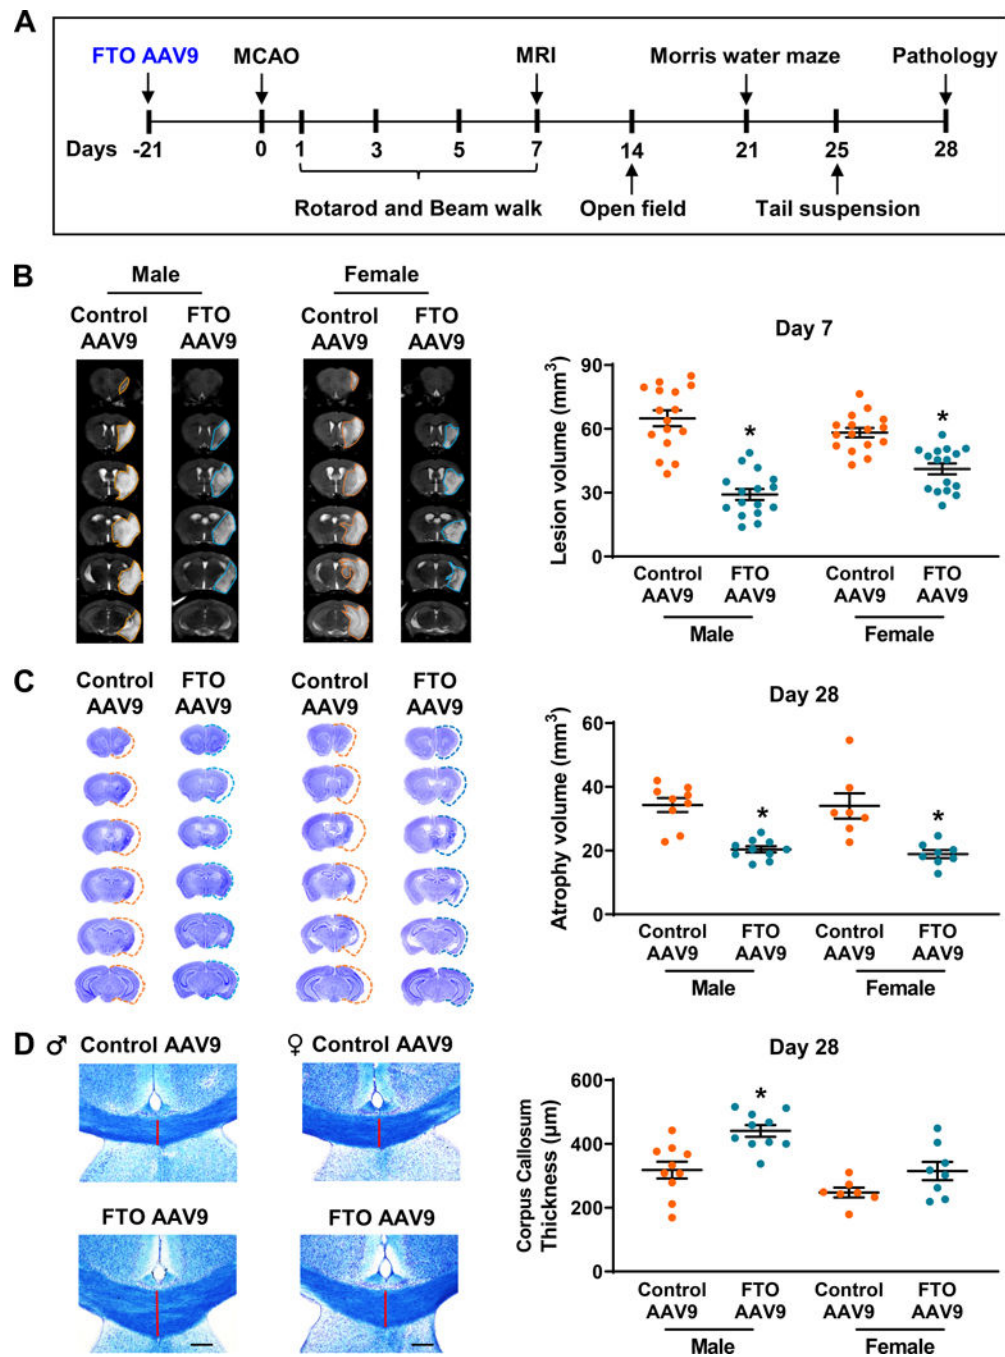 A
FTO AAV9 MCAO MRI Morris water maze Pathology
Days -21 0 1 3 5 7 14 21 25 28
Rotarod and Beam walk Open field Tail suspension
B
Male Female
Control AAV9 FTO AAV9 Control AAV9 FTO AAV9
Day 7
Lesion volume (mm³)
90
60
30
0
* *
Control AAV9 FTO AAV9 Control AAV9 FTO AAV9
Male Female
C
Control AAV9 FTO AAV9 Control AAV9 FTO AAV9
Day 28
Atrophy volume (mm³)
60
40
20
0
* *
Control AAV9 FTO AAV9 Control AAV9 FTO AAV9
Male Female
D
♂ Control AAV9 ♀ Control AAV9
FTO AAV9 FTO AAV9
Day 28
Corpus Callosum
Thickness (μm)
600
400
200
0
*
Control AAV9 FTO AAV9 Control AAV9 FTO AAV9
Male Female